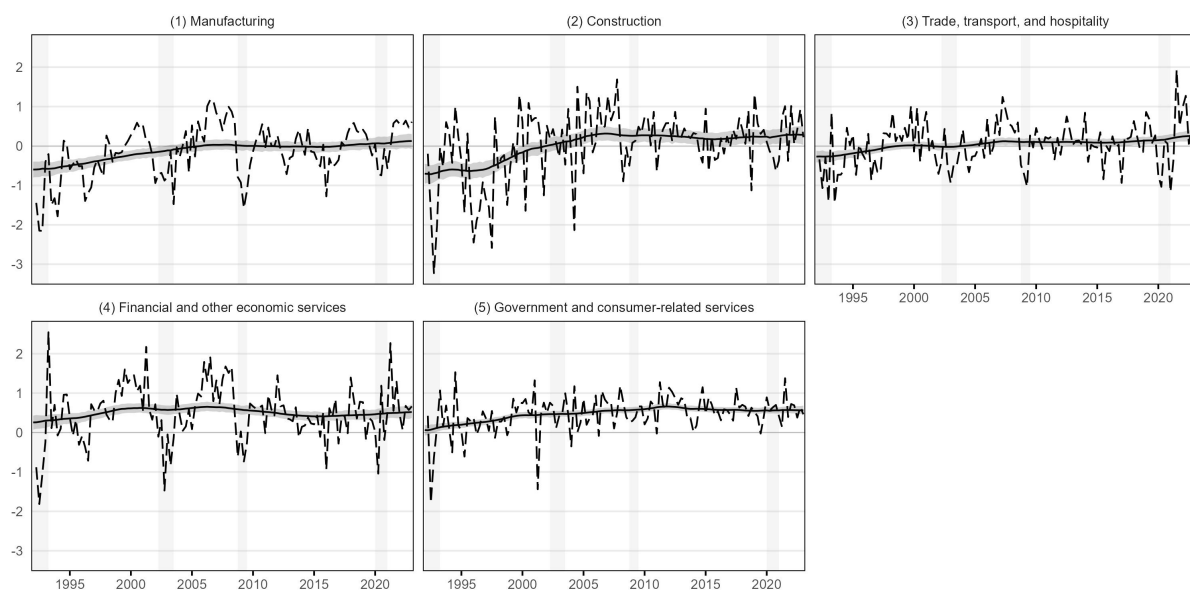 (1) Manufacturing
(2) Construction
(3) Trade, transport, and hospitality
2
1
0
-1
-2
-3
1995 2000 2005 2010 2015 2020
(4) Financial and other economic services
(5) Government and consumer-related services
2
1
0
-1
-2
-3
1995 2000 2005 2010 2015 2020
1995 2000 2005 2010 2015 2020